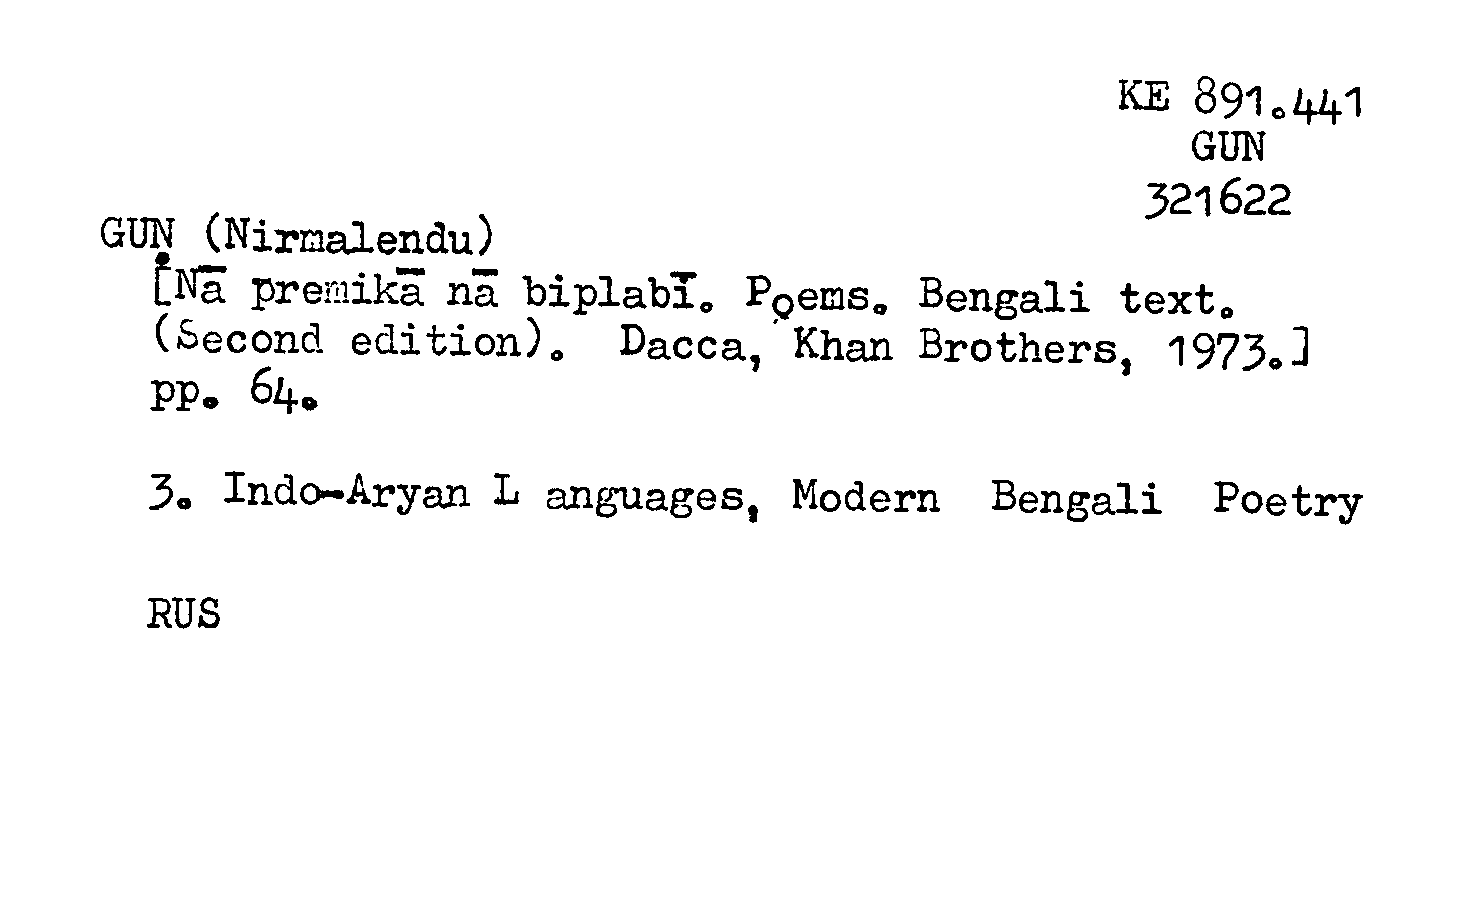 KE 891.441
GUN
321622
GUṆ (Nirmalendu)
[Nā premikā nā biplabī. Poems. Bengali text.
(Second edition). Dacca, Khan Brothers, 1973.]
pp. 64.
3. Indo-Aryan L anguages, Modern Bengali Poetry
RUS